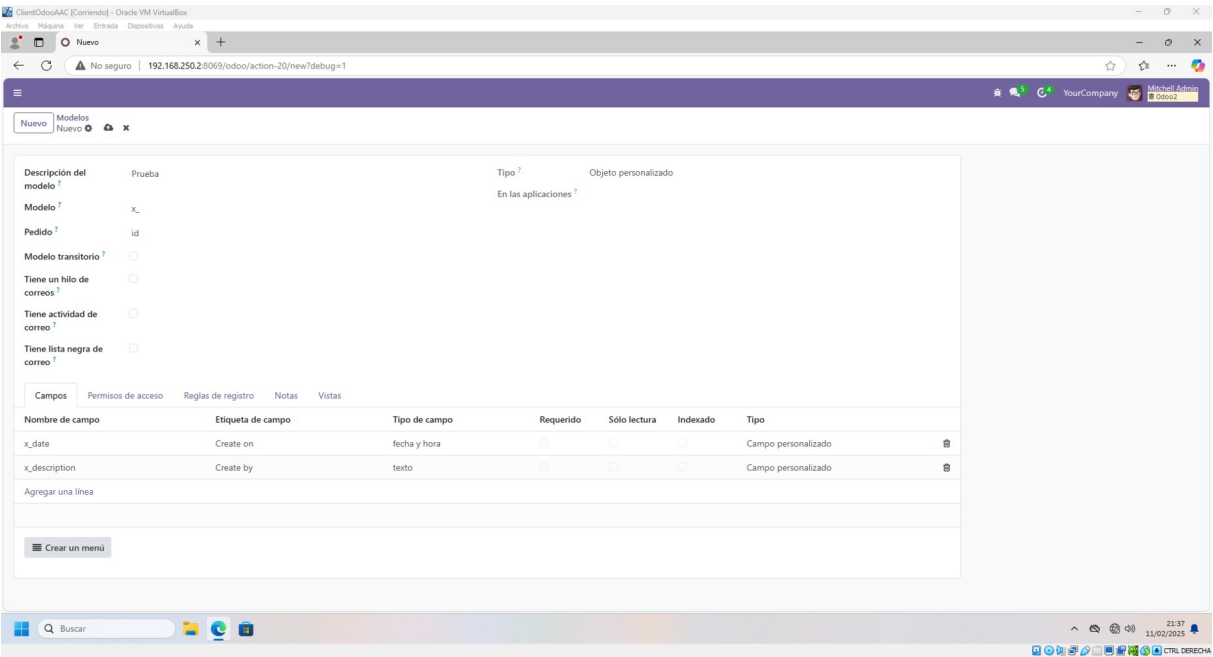 ClientOdooAAC [Corriendo] - Oracle VM VirtualBox
Archivo Máquina Ver Entrada Dispositivos Ayuda
Nuevo
No seguro 192.168.250.2:8069/odoo/action-20/new?debug=1
5 4 YourCompany Mitchell Admin
Odoo2
Nuevo Modelos
Nuevo
Descripción del modelo ? Prueba Tipo ? Objeto personalizado
En las aplicaciones ?
Modelo ? x_
Pedido ? id
Modelo transitorio ?
Tiene un hilo de
correos ?
Tiene actividad de
correo ?
Tiene lista negra de
correo ?
Campos Permisos de acceso Reglas de registro Notas Vistas
Nombre de campo Etiqueta de campo Tipo de campo Requerido Sólo lectura Indexado Tipo
x_date Create on fecha y hora Campo personalizado
x_description Create by texto Campo personalizado
Agregar una línea
Crear un menú
Buscar
21:37
11/02/2025
CTRL DERECHA